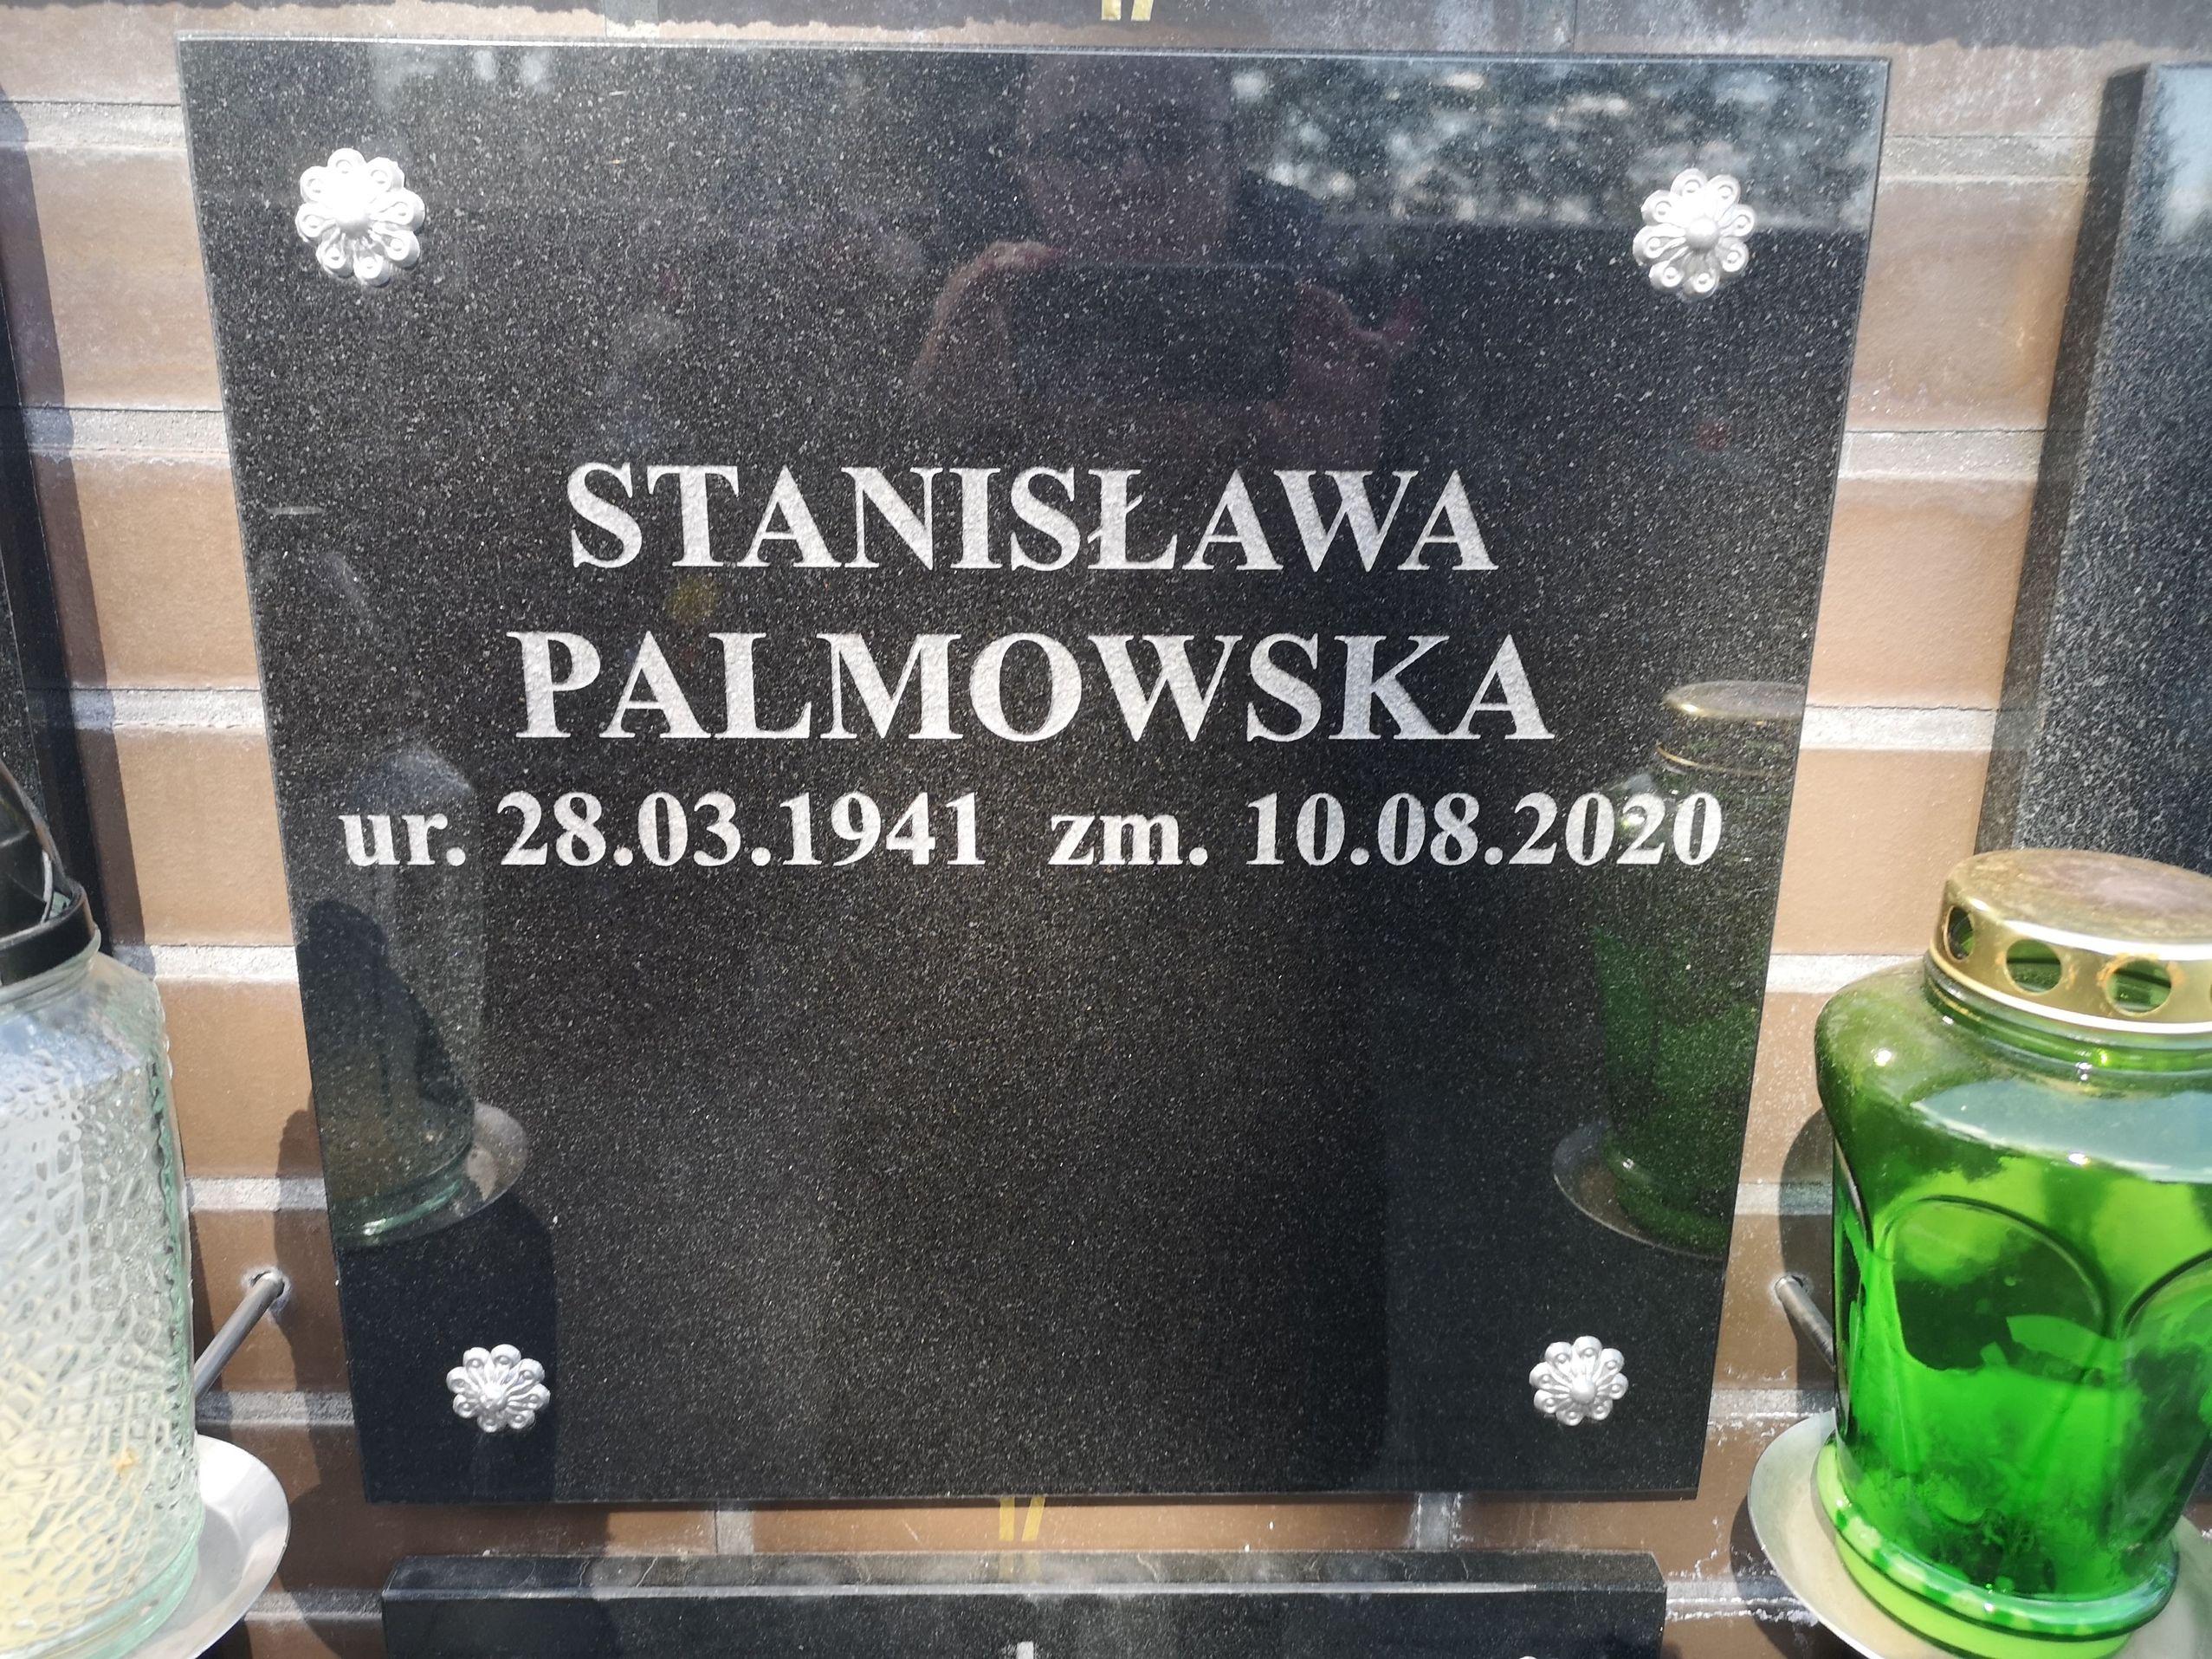 STANISŁAWA
PALMOWSKA
ur. 28.03.1941 zm. 10.08.2020